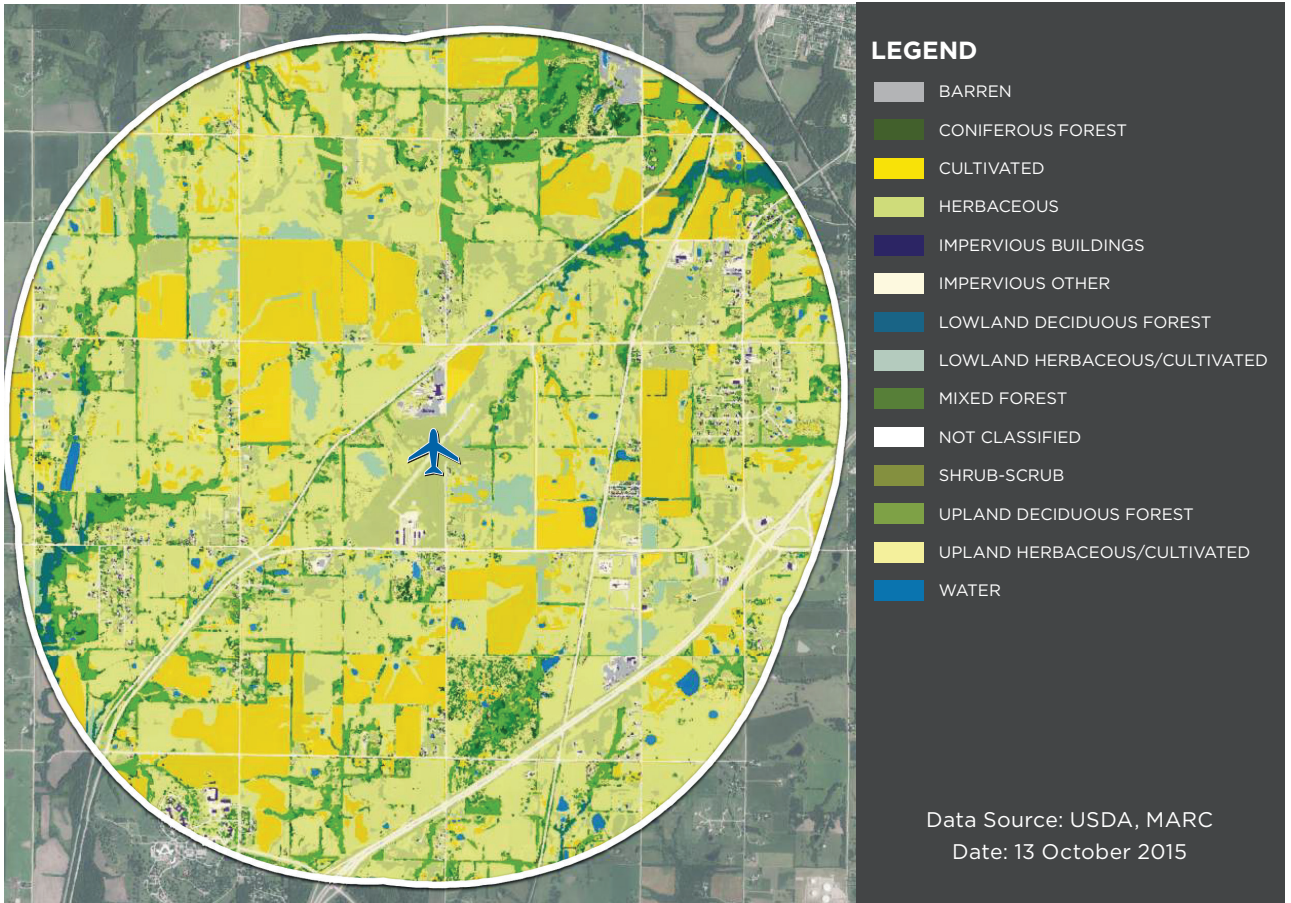 LEGEND
BARREN
CONIFEROUS FOREST
CULTIVATED
HERBACEOUS
IMPERVIOUS BUILDINGS
IMPERVIOUS OTHER
LOWLAND DECIDUOUS FOREST
LOWLAND HERBACEOUS/CULTIVATED
MIXED FOREST
NOT CLASSIFIED
SHRUB-SCRUB
UPLAND DECIDUOUS FOREST
UPLAND HERBACEOUS/CULTIVATED
WATER
Data Source: USDA, MARC
Date: 13 October 2015